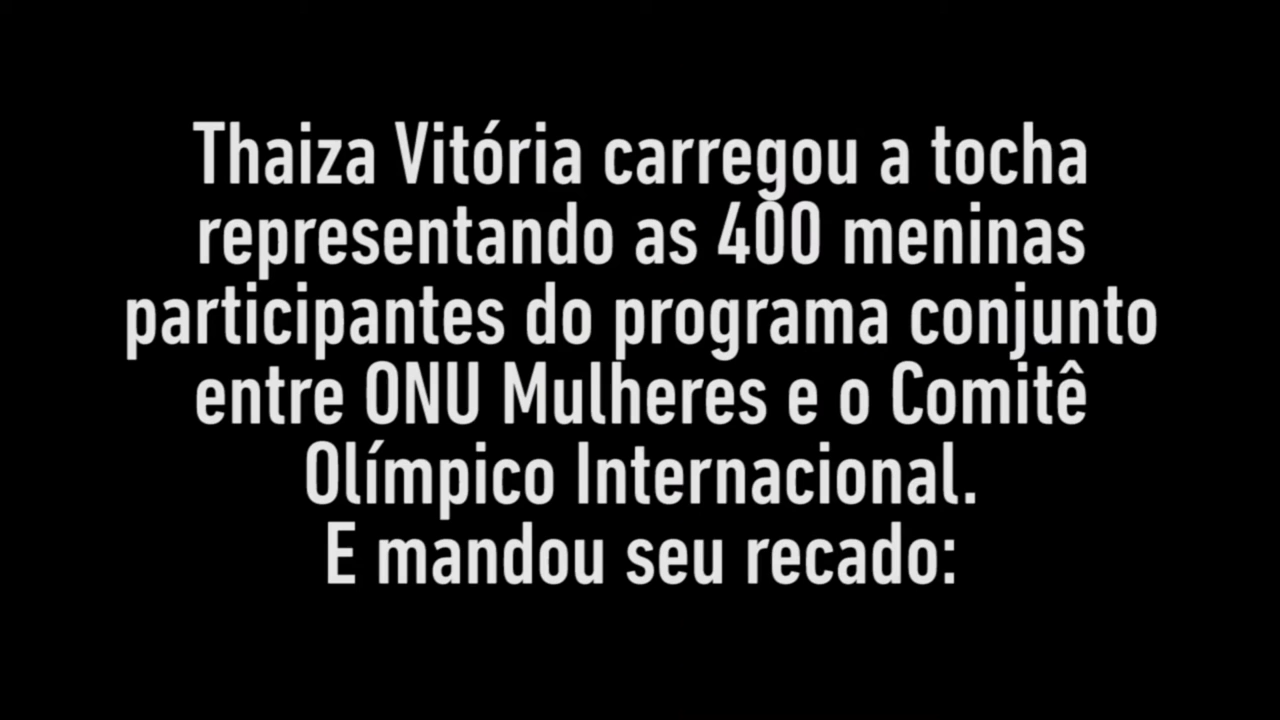 Thaiza Vitória carregou a tocha
representando as 400 meninas
participantes do programa conjunto
entre ONU Mulheres e o Comitê
Olímpico Internacional.
E mandou seu recado: